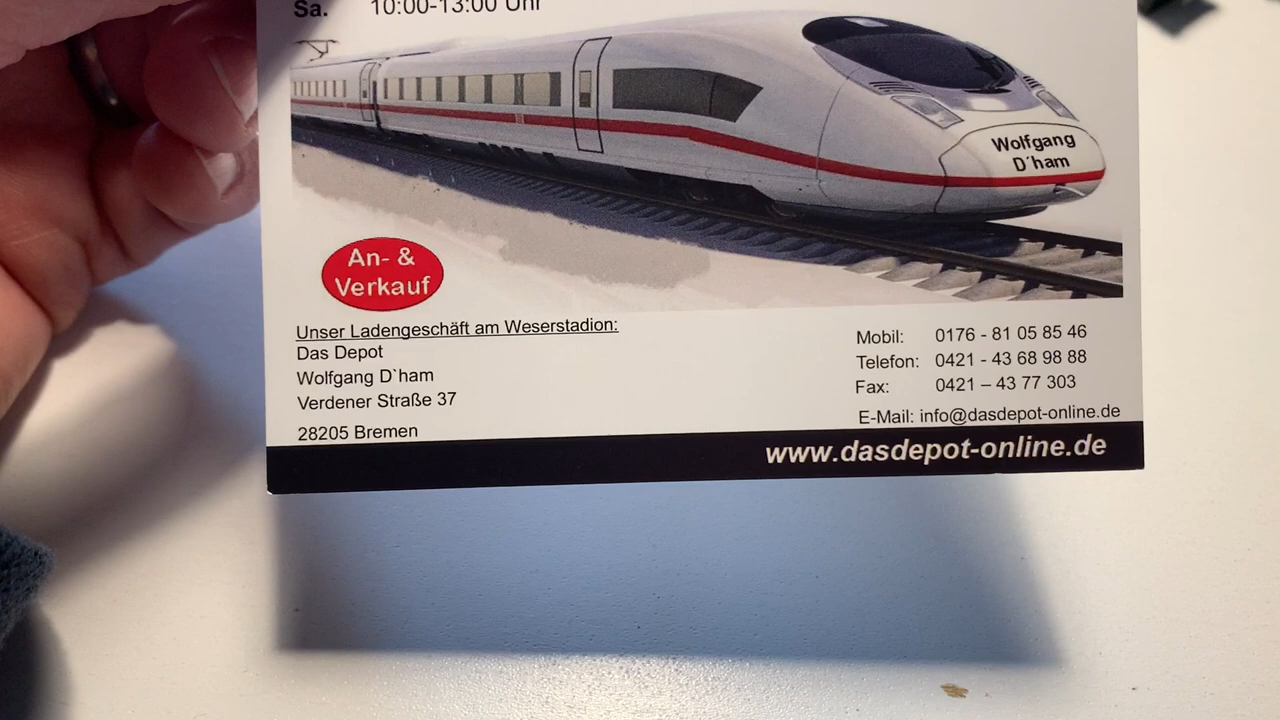 Sa. 10:00-13:00 Uhr
Wolfgang
D´ham
An- &
Verkauf
Unser Ladengeschäft am Weserstadion:
Das Depot
Wolfgang D`ham
Verdener Straße 37
28205 Bremen
Mobil: 0176 - 81 05 85 46
Telefon: 0421 - 43 68 98 88
Fax: 0421 – 43 77 303
E-Mail: info@dasdepot-online.de
www.dasdepot-online.de